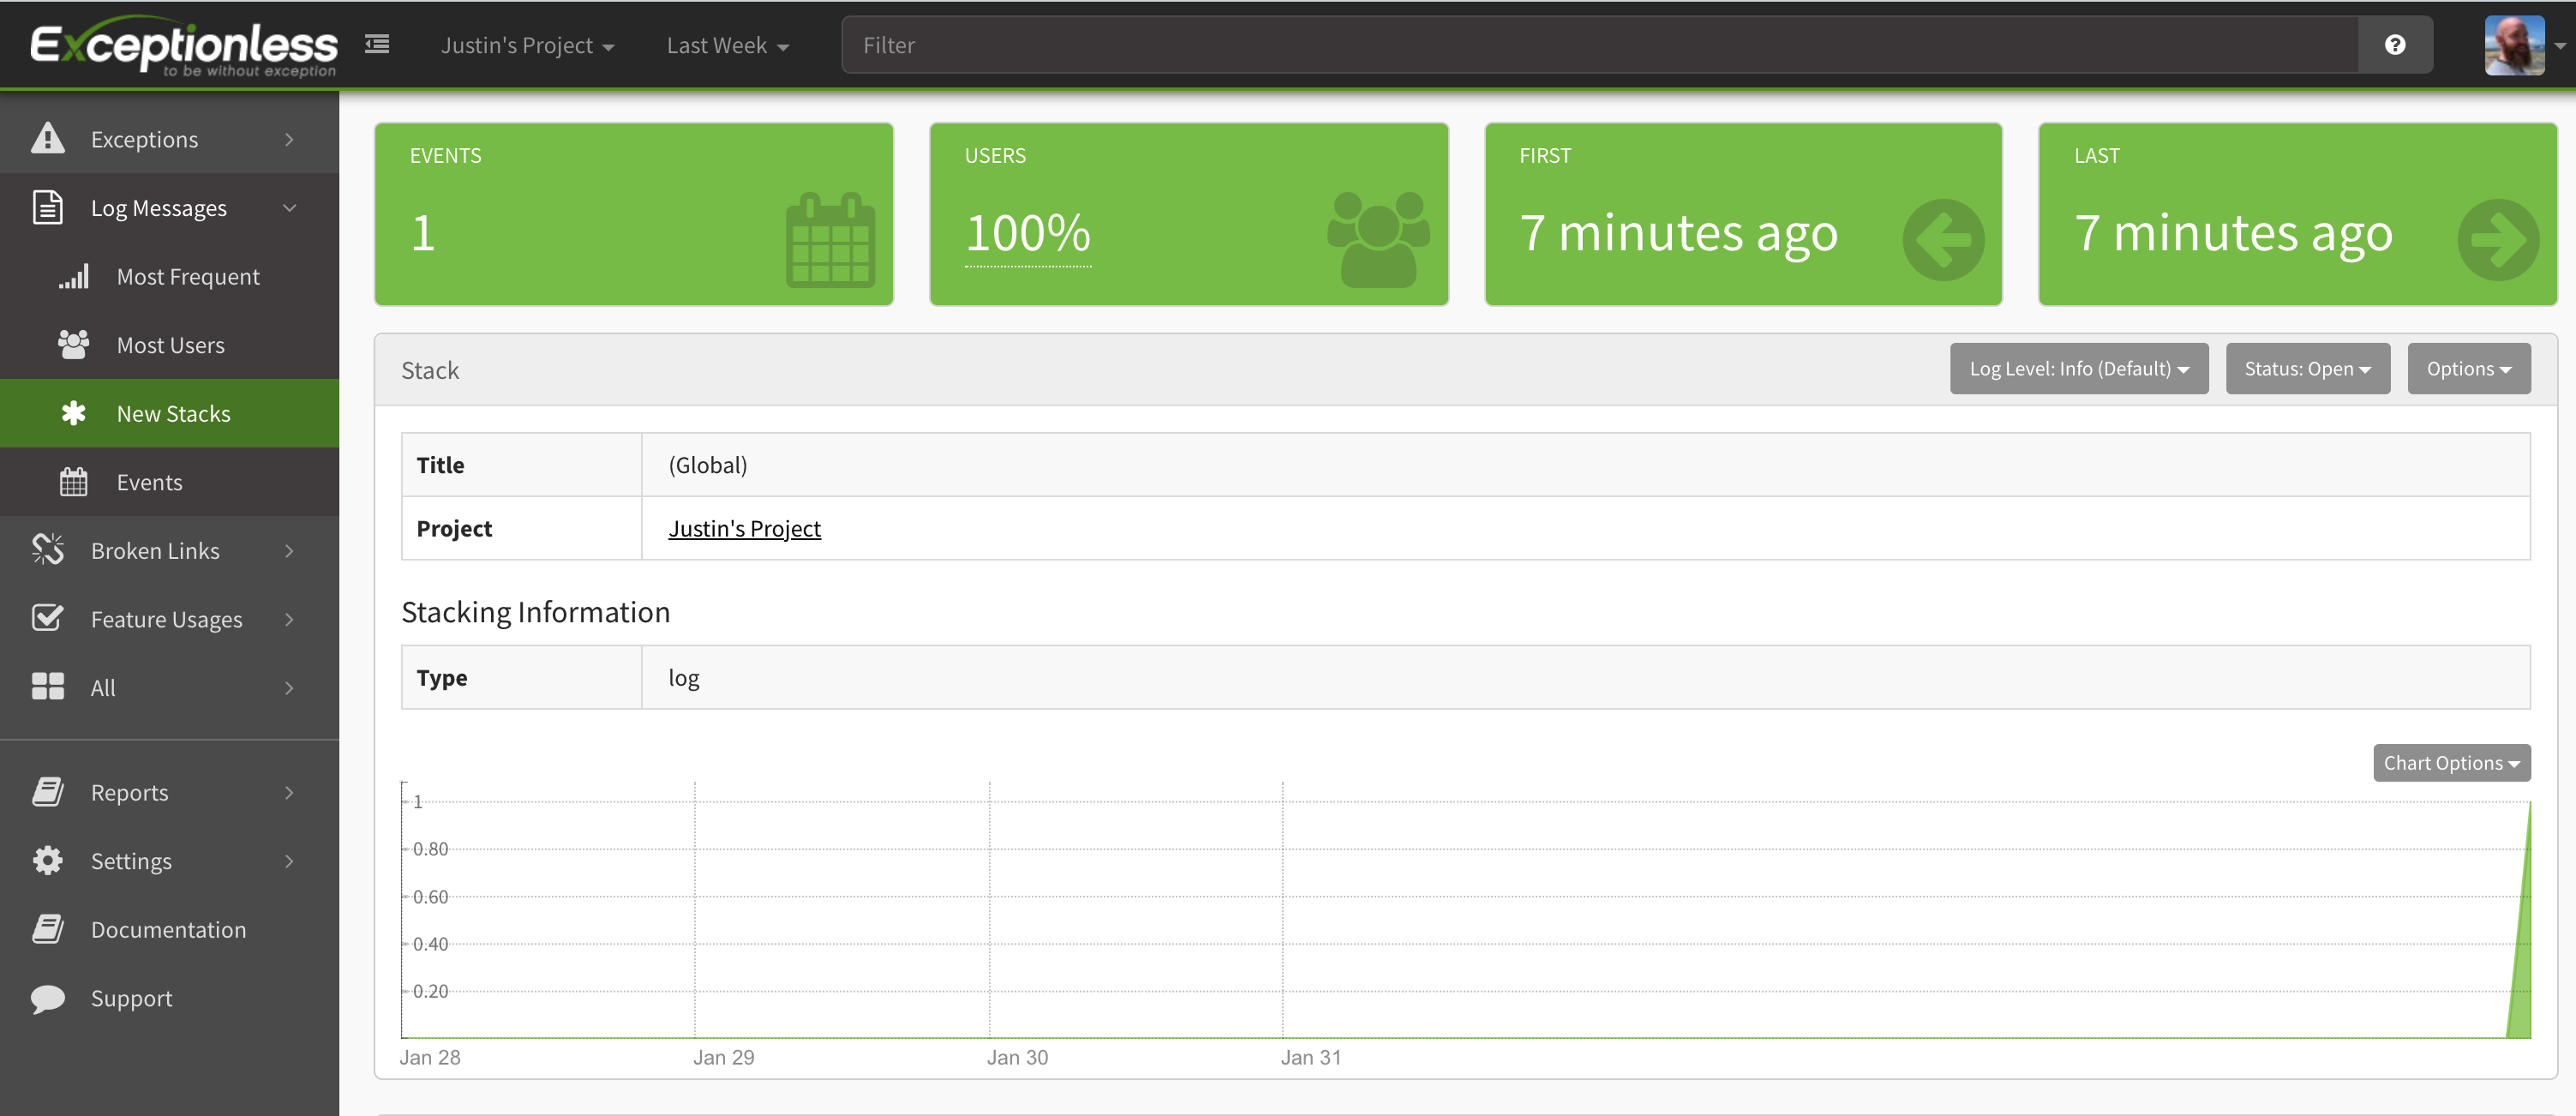 Exceptionless
to be without exception
Justin's Project
Last Week
Filter
Exceptions
Log Messages
Most Frequent
Most Users
New Stacks
Events
Broken Links
Feature Usages
All
Reports
Settings
Documentation
Support
EVENTS
1
USERS
100%
FIRST
7 minutes ago
LAST
7 minutes ago
Stack
Log Level: Info (Default)
Status: Open
Options
Title (Global)
Project Justin's Project
Stacking Information
Type log
Chart Options
1
0.80
0.60
0.40
0.20
Jan 28 Jan 29 Jan 30 Jan 31